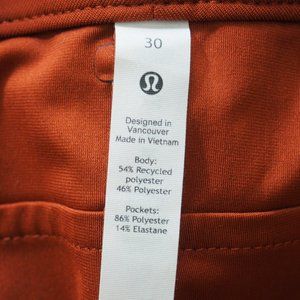 30
Designed in
Vancouver
Made in Vietnam
Body:
54% Recycled
polyester
46% Polyester
Pockets:
86% Polyester
14% Elastane